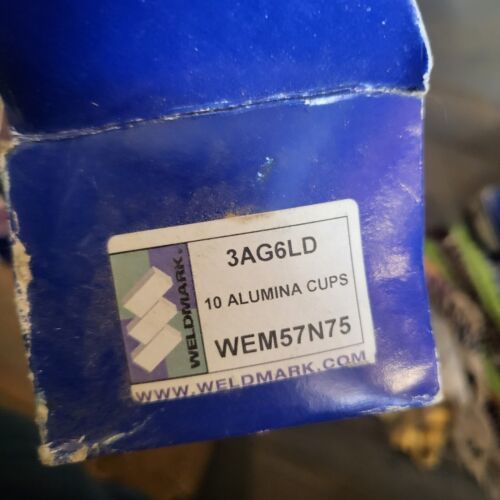 3AG6LD
10 ALUMINA CUPS
WEM57N75
WELDMARK®
WWW.WELDMARK.COM